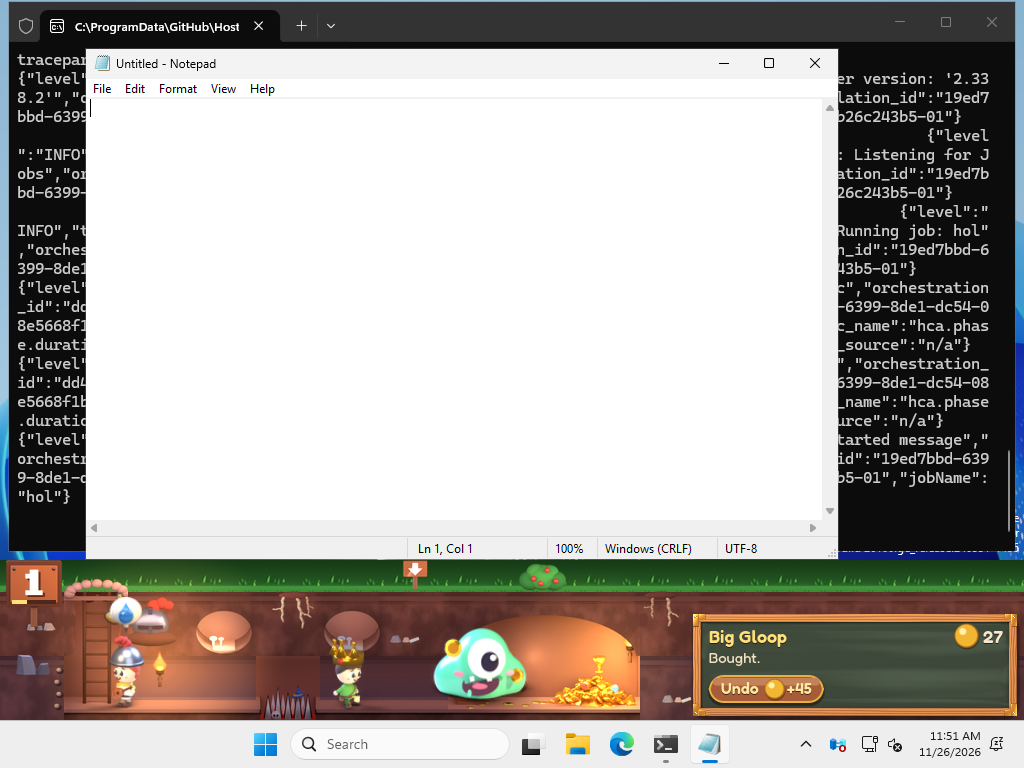 C:\ProgramData\GitHub\Host
Untitled - Notepad
File Edit Format View Help
tracepar
{"level" er version: '2.33
8.2'","o lation_id":"19ed7
bbd-6399 b26c243b5-01"}
{"level
":"INFO" : Listening for J
obs","or ation_id":"19ed7b
bd-6399- 26c243b5-01"}
{"level":"
INFO","t Running job: hol"
,"orches n_id":"19ed7bbd-6
399-8de1 43b5-01"}
{"level" c","orchestration
_id":"dd -6399-8de1-dc54-0
8e5668f1 c_name":"hca.phas
e.durati _source":"n/a"}
{"level" ","orchestration_
id":"dd4 6399-8de1-dc54-08
e5668f1b _name":"hca.phase
.duratio urce":"n/a"}
{"level" tarted message","
orchestr id":"19ed7bbd-639
9-8de1-d b5-01","jobName":
"hol"}
Ln 1, Col 1 100% Windows (CRLF) UTF-8
1
Big Gloop 27
Bought.
Undo +45
Search
11:51 AM
11/26/2026